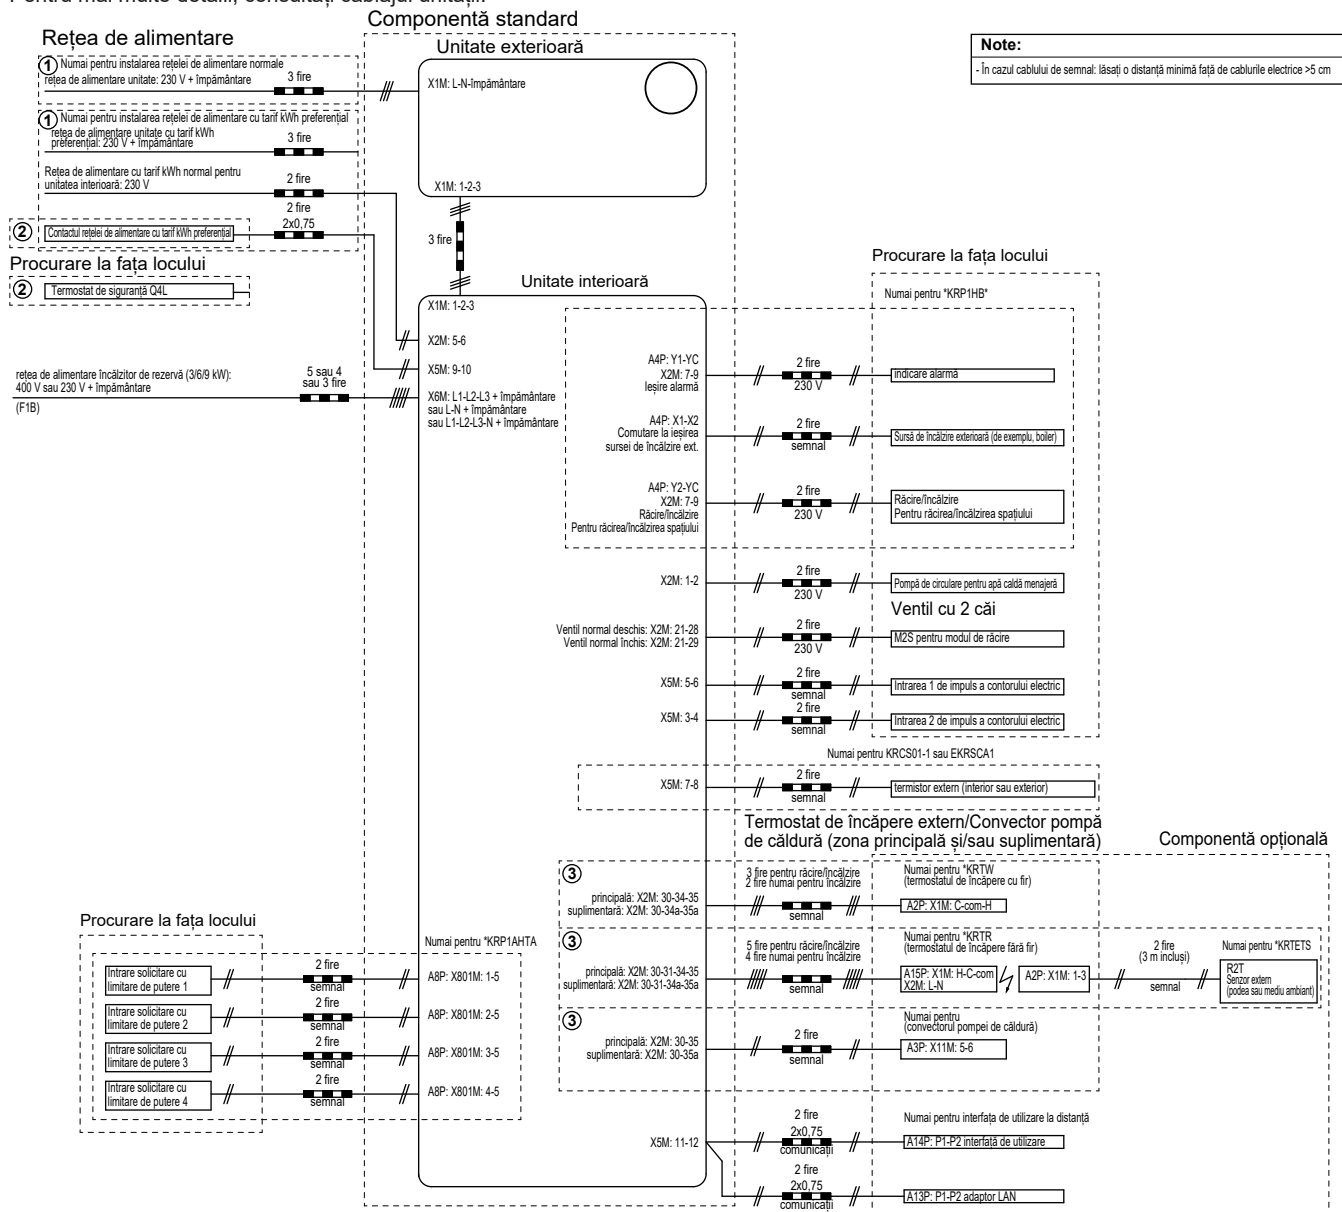 Pentru mai multe detalii, consultați cablajul unității.
Componentă standard
Rețea de alimentare
Unitate exterioară
Note:
- În cazul cablului de semnal: lăsați o distanță minimă față de cablurile electrice >5 cm
1
Numai pentru instalarea rețelei de alimentare normale
rețea de alimentare unitate: 230 V + împământare
3 fire
X1M: L-N-împământare
1
Numai pentru instalarea rețelei de alimentare cu tarif kWh preferențial
rețea de alimentare unitate cu tarif kWh
preferențial: 230 V + împământare
3 fire
Rețea de alimentare cu tarif kWh normal pentru
unitatea interioară: 230 V
2 fire
X1M: 1-2-3
2 fire
2x0,75
2
Contactul rețelei de alimentare cu tarif kWh preferențial
3 fire
Procurare la fața locului
2
Termostat de siguranță Q4L
Unitate interioară
Procurare la fața locului
Numai pentru *KRP1HB*
X1M: 1-2-3
X2M: 5-6
X5M: 9-10
rețea de alimentare încălzitor de rezervă (3/6/9 kW):
400 V sau 230 V + împământare
(F1B)
5 sau 4
sau 3 fire
X6M: L1-L2-L3 + împământare
sau L-N + împământare
sau L1-L2-L3-N + împământare
A4P: Y1-YC
X2M: 7-9
Ieșire alarmă
2 fire
230 V
indicare alarmă
A4P: X1-X2
Comutare la ieșirea
sursei de încălzire ext.
2 fire
semnal
Sursă de încălzire exterioară (de exemplu, boiler)
A4P: Y2-YC
X2M: 7-9
Răcire/încălzire
Pentru răcirea/încălzirea spațiului
2 fire
230 V
Răcire/încălzire
Pentru răcirea/încălzirea spațiului
X2M: 1-2
2 fire
230 V
Pompă de circulare pentru apă caldă menajeră
Ventil cu 2 căi
Ventil normal deschis: X2M: 21-28
Ventil normal închis: X2M: 21-29
2 fire
230 V
M2S pentru modul de răcire
X5M: 5-6
2 fire
semnal
Intrarea 1 de impuls a contorului electric
X5M: 3-4
2 fire
semnal
Intrarea 2 de impuls a contorului electric
Numai pentru KRCS01-1 sau EKRSCA1
X5M: 7-8
2 fire
semnal
termistor extern (interior sau exterior)
Termostat de încăpere extern/Convector pompă
de căldură (zona principală și/sau suplimentară)
Componentă opțională
3
principală: X2M: 30-34-35
suplimentară: X2M: 30-34a-35a
3 fire pentru răcire/încălzire
2 fire numai pentru încălzire
semnal
Numai pentru *KRTW
(termostatul de încăpere cu fir)
A2P: X1M: C-com-H
3
principală: X2M: 30-31-34-35
suplimentară: X2M: 30-31-34a-35a
5 fire pentru răcire/încălzire
4 fire numai pentru încălzire
semnal
Numai pentru *KRTR
(termostatul de încăpere fără fir)
A15P: X1M: H-C-com
X2M: L-N
A2P: X1M: 1-3
2 fire
(3 m incluși)
semnal
Numai pentru *KRTETS
R2T
Senzor extern
(podea sau mediu ambiant)
3
principală: X2M: 30-35
suplimentară: X2M: 30-35a
2 fire
semnal
Numai pentru
(convectorul pompei de căldură)
A3P: X11M: 5-6
Procurare la fața locului
Numai pentru *KRP1AHTA
Intrare solicitare cu
limitare de putere 1
2 fire
semnal
A8P: X801M: 1-5
Intrare solicitare cu
limitare de putere 2
2 fire
semnal
A8P: X801M: 2-5
Intrare solicitare cu
limitare de putere 3
2 fire
semnal
A8P: X801M: 3-5
Intrare solicitare cu
limitare de putere 4
2 fire
semnal
A8P: X801M: 4-5
X5M: 11-12
2 fire
2x0,75
comunicații
Numai pentru interfața de utilizare la distanță
A14P: P1-P2 interfață de utilizare
2 fire
2x0,75
comunicații
A13P: P1-P2 adaptor LAN